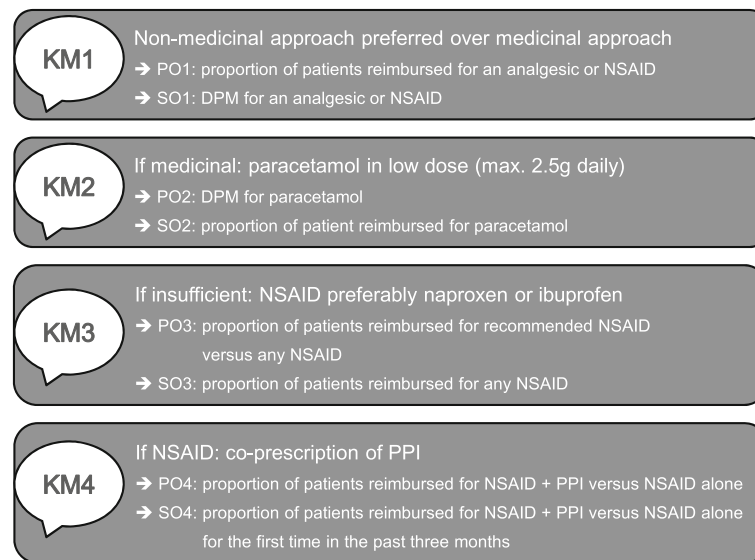 KM1
Non-medicinal approach preferred over medicinal approach
➔ PO1: proportion of patients reimbursed for an analgesic or NSAID
➔ SO1: DPM for an analgesic or NSAID
KM2
If medicinal: paracetamol in low dose (max. 2.5g daily)
➔ PO2: DPM for paracetamol
➔ SO2: proportion of patient reimbursed for paracetamol
KM3
If insufficient: NSAID preferably naproxen or ibuprofen
➔ PO3: proportion of patients reimbursed for recommended NSAID
versus any NSAID
➔ SO3: proportion of patients reimbursed for any NSAID
KM4
If NSAID: co-prescription of PPI
➔ PO4: proportion of patients reimbursed for NSAID + PPI versus NSAID alone
➔ SO4: proportion of patients reimbursed for NSAID + PPI versus NSAID alone
for the first time in the past three months